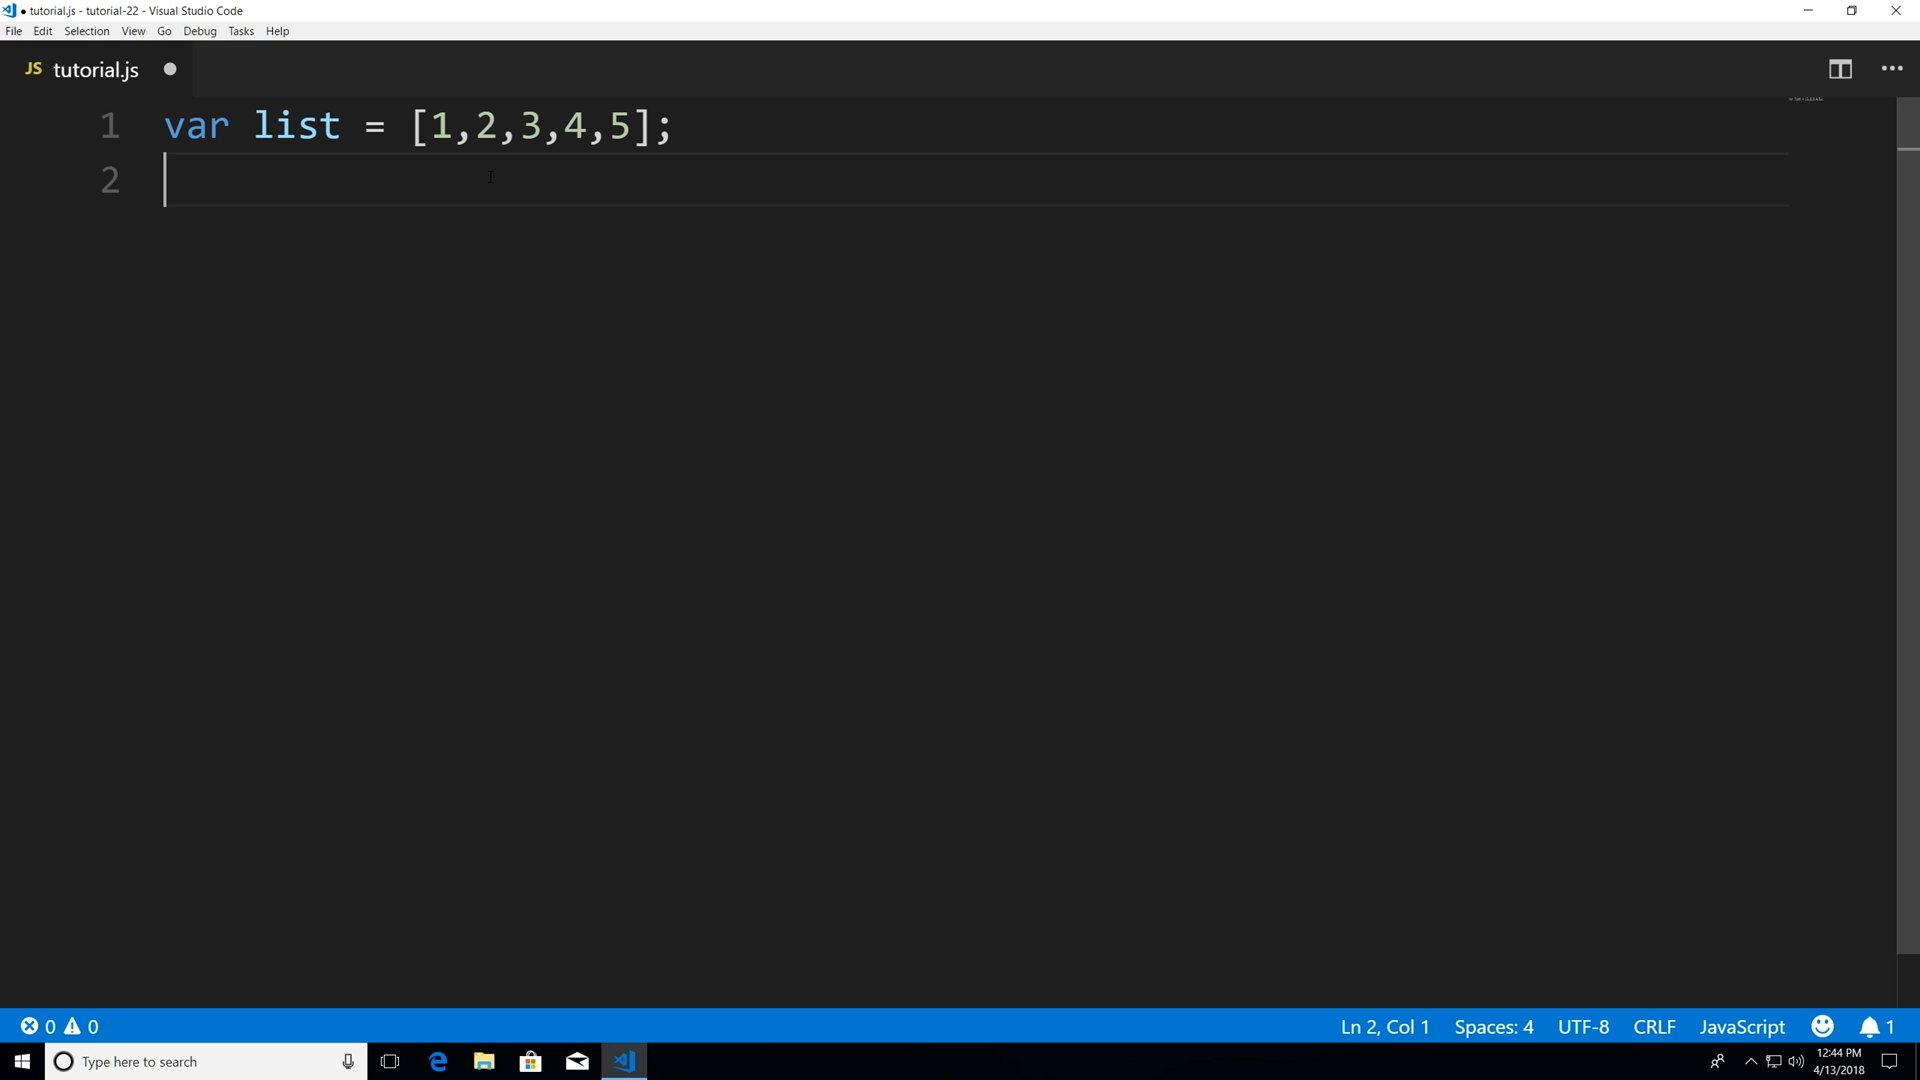 ● tutorial.js - tutorial-22 - Visual Studio Code
File Edit Selection View Go Debug Tasks Help
JS tutorial.js
1 var list = [1,2,3,4,5];
2
0 0 Ln 2, Col 1 Spaces: 4 UTF-8 CRLF JavaScript 1
Type here to search 12:44 PM
4/13/2018